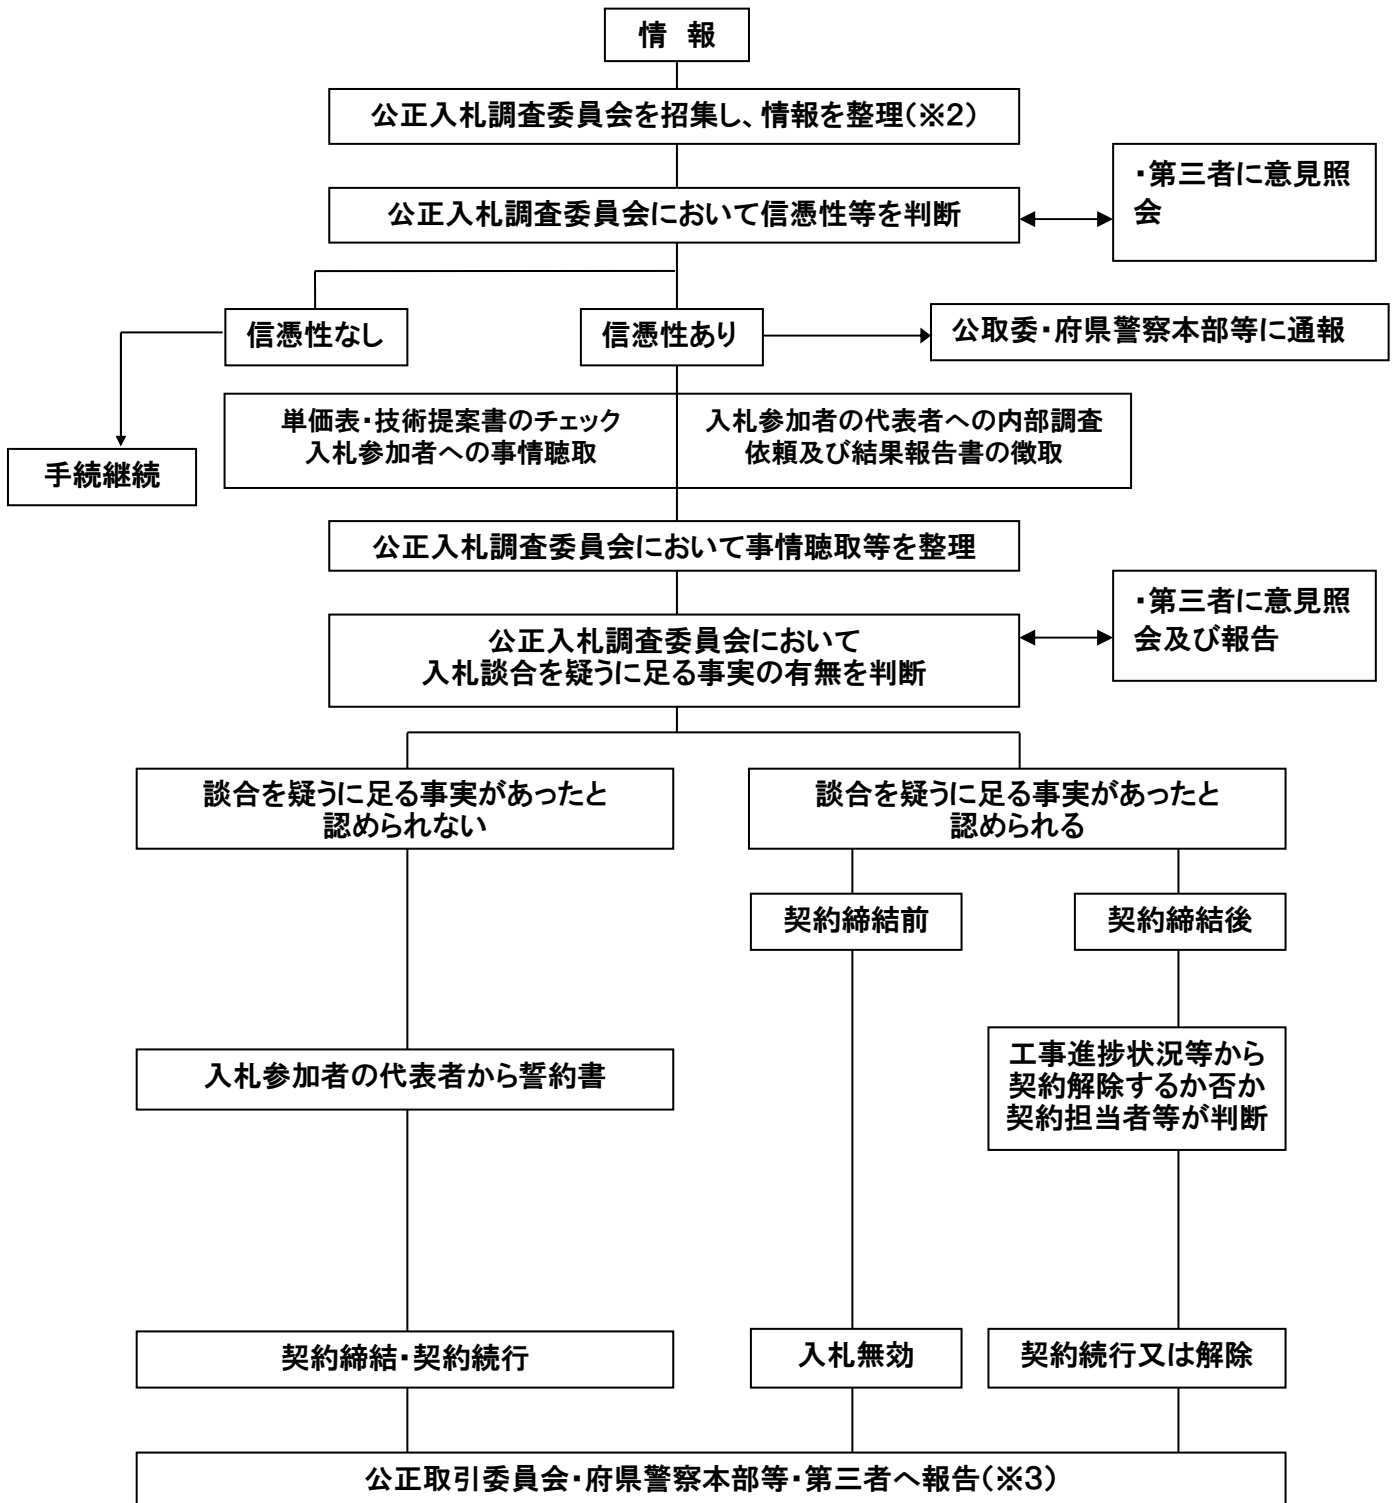 情 報
公正入札調査委員会を招集し、情報を整理(※2)
公正入札調査委員会において信憑性等を判断
・第三者に意見照
会
信憑性なし
信憑性あり
公取委・府県警察本部等に通報
単価表・技術提案書のチェック
入札参加者への事情聴取
入札参加者の代表者への内部調査
依頼及び結果報告書の徴取
手続継続
公正入札調査委員会において事情聴取等を整理
公正入札調査委員会において
入札談合を疑うに足る事実の有無を判断
・第三者に意見照
会及び報告
談合を疑うに足る事実があったと
認められない
談合を疑うに足る事実があったと
認められる
契約締結前
契約締結後
入札参加者の代表者から誓約書
工事進捗状況等から
契約解除するか否か
契約担当者等が判断
契約締結・契約続行
入札無効
契約続行又は解除
公正取引委員会・府県警察本部等・第三者へ報告(※3)